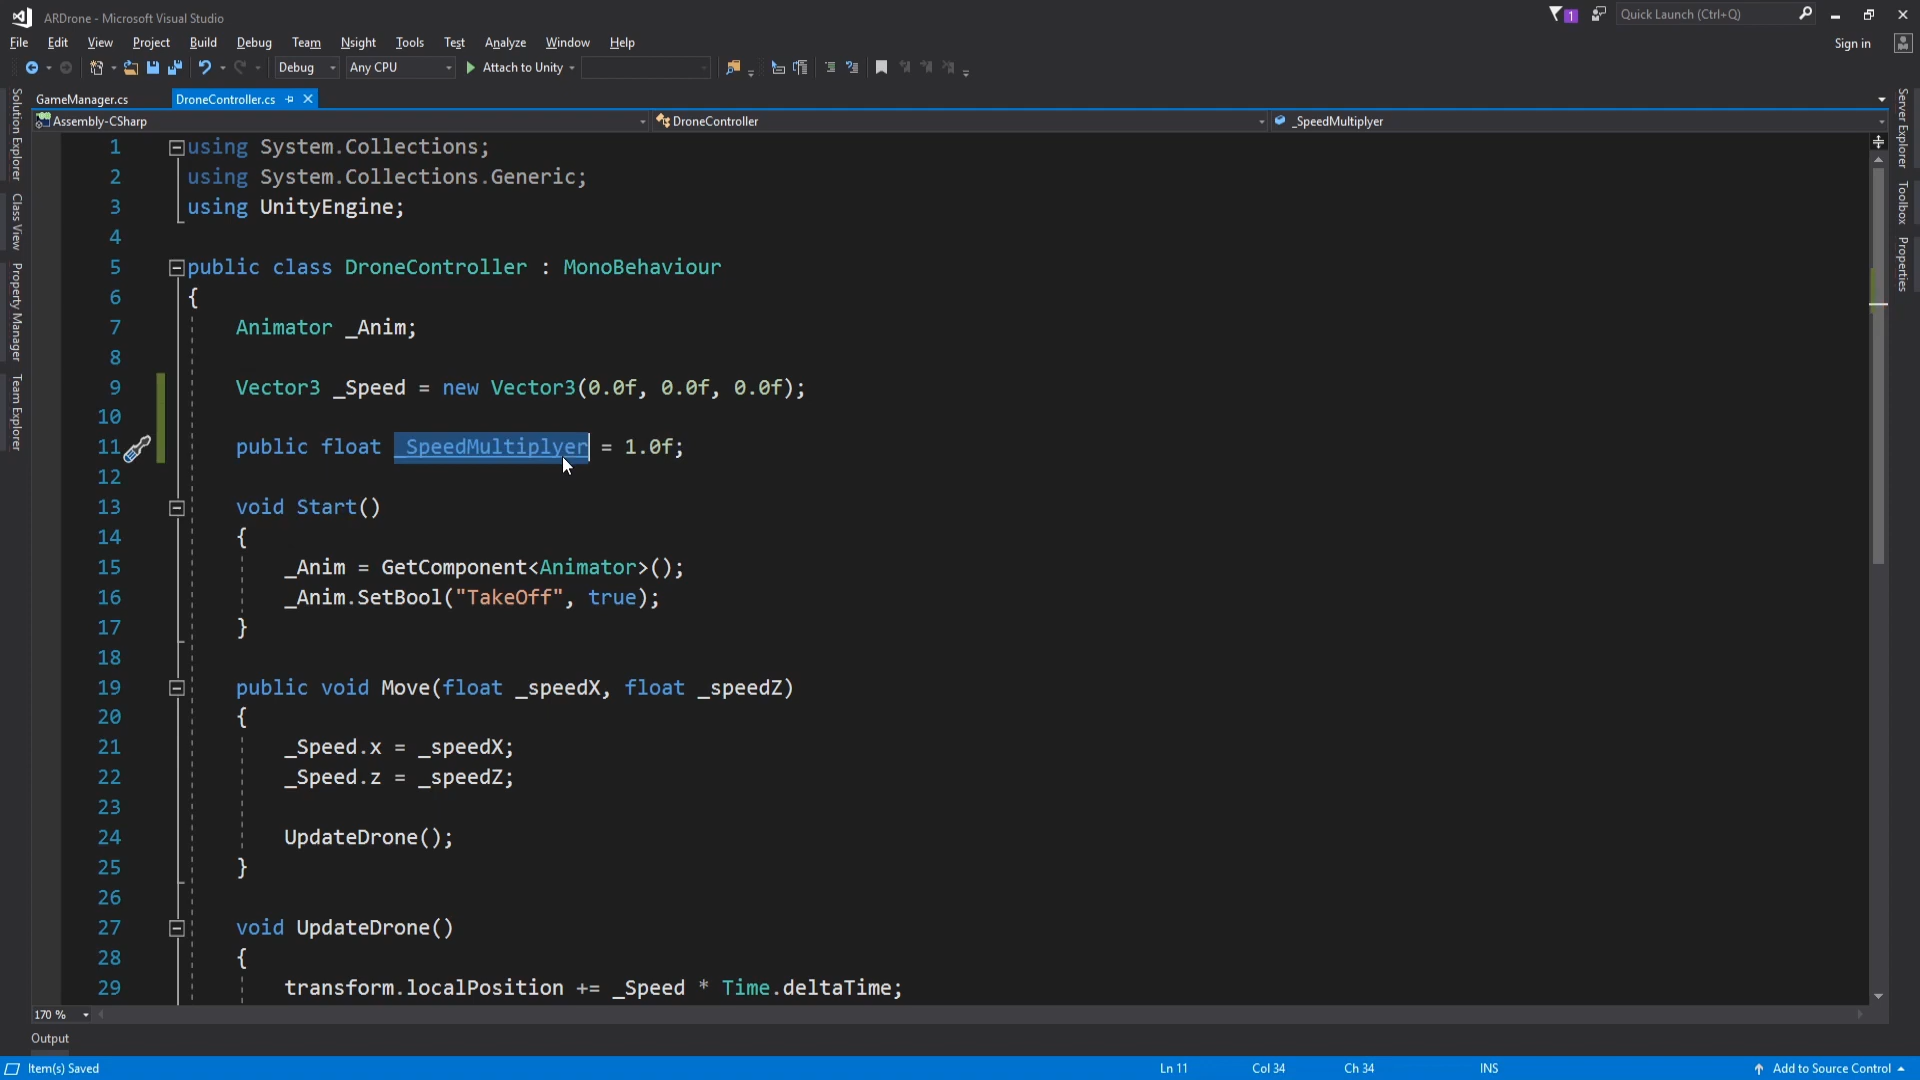 ARDrone - Microsoft Visual Studio
1
Quick Launch (Ctrl+Q)
File Edit View Project Build Debug Team Nsight Tools Test Analyze Window Help
Sign in
Debug Any CPU Attach to Unity
GameManager.cs DroneController.cs
Assembly-CSharp DroneController _SpeedMultiplyer
Solution Explorer
Class View
Property Manager
Team Explorer
Server Explorer
Toolbox
Properties
1 using System.Collections;
2 using System.Collections.Generic;
3 using UnityEngine;
4
5 public class DroneController : MonoBehaviour
6 {
7 Animator _Anim;
8
9 Vector3 _Speed = new Vector3(0.0f, 0.0f, 0.0f);
10
11 public float _SpeedMultiplyer = 1.0f;
12
13 void Start()
14 {
15 _Anim = GetComponent<Animator>();
16 _Anim.SetBool("TakeOff", true);
17 }
18
19 public void Move(float _speedX, float _speedZ)
20 {
21 _Speed.x = _speedX;
22 _Speed.z = _speedZ;
23
24 UpdateDrone();
25 }
26
27 void UpdateDrone()
28 {
29 transform.localPosition += _Speed * Time.deltaTime;
170 %
Output
Item(s) Saved Ln 11 Col 34 Ch 34 INS Add to Source Control